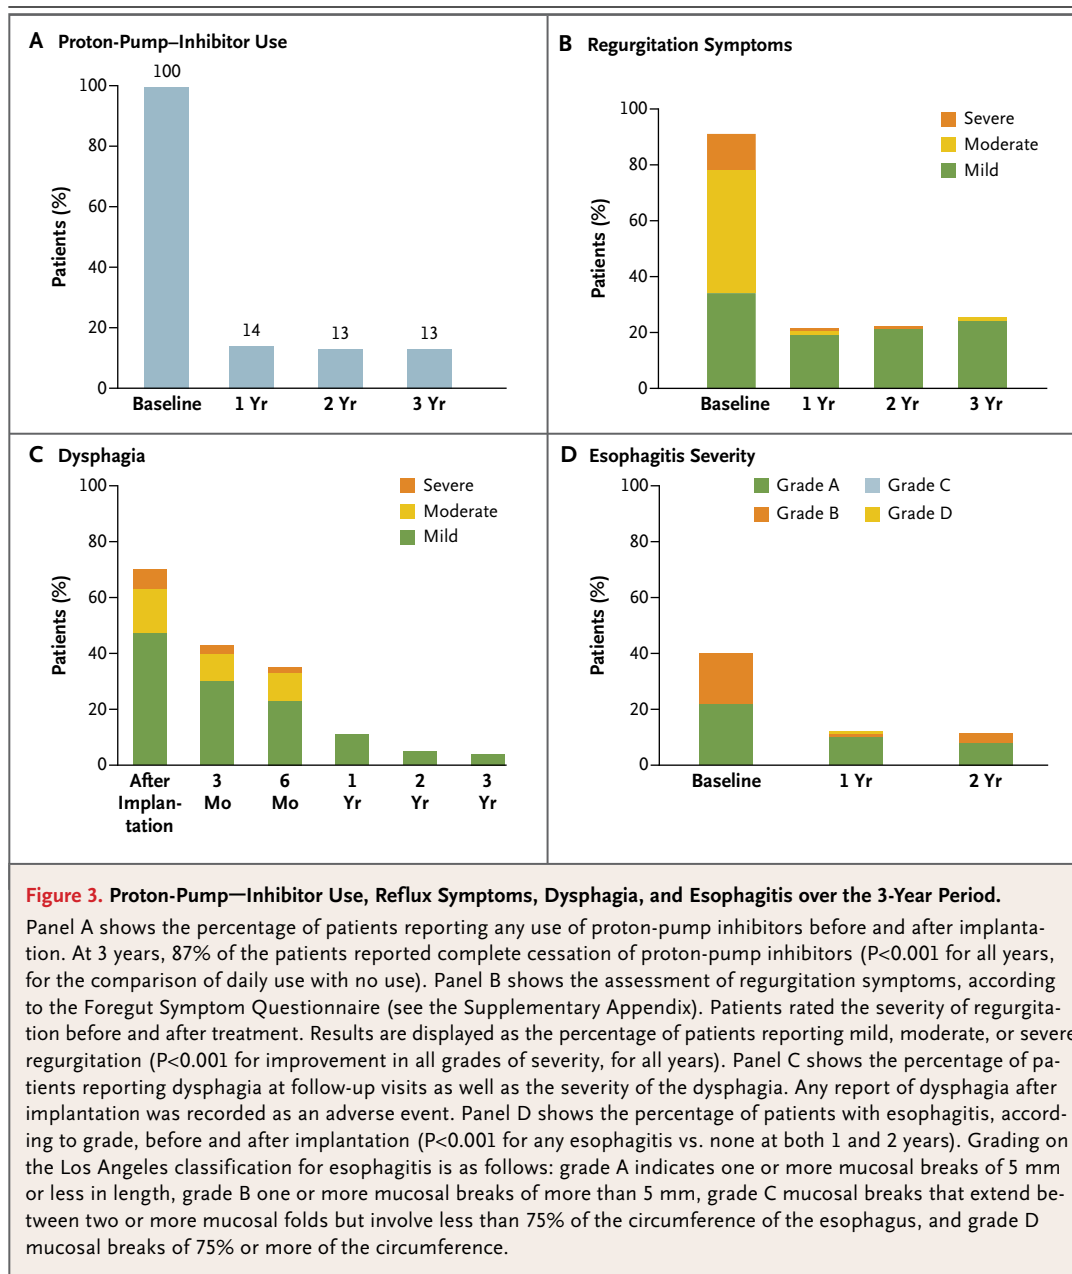 A Proton-Pump–Inhibitor Use
100
100
80
60
40
20
0
Patients (%)
14
13
13
Baseline
1 Yr
2 Yr
3 Yr
B Regurgitation Symptoms
100
80
60
40
20
0
Patients (%)
Severe
Moderate
Mild
Baseline
1 Yr
2 Yr
3 Yr
C Dysphagia
100
80
60
40
20
0
Patients (%)
Severe
Moderate
Mild
After
Implan-
tation
3
Mo
6
Mo
1
Yr
2
Yr
3
Yr
D Esophagitis Severity
100
80
60
40
20
0
Patients (%)
Grade A
Grade B
Grade C
Grade D
Baseline
1 Yr
2 Yr
Figure 3. Proton-Pump—Inhibitor Use, Reflux Symptoms, Dysphagia, and Esophagitis over the 3-Year Period.
Panel A shows the percentage of patients reporting any use of proton-pump inhibitors before and after implanta-
tion. At 3 years, 87% of the patients reported complete cessation of proton-pump inhibitors (P<0.001 for all years,
for the comparison of daily use with no use). Panel B shows the assessment of regurgitation symptoms, according
to the Foregut Symptom Questionnaire (see the Supplementary Appendix). Patients rated the severity of regurgita-
tion before and after treatment. Results are displayed as the percentage of patients reporting mild, moderate, or severe
regurgitation (P<0.001 for improvement in all grades of severity, for all years). Panel C shows the percentage of pa-
tients reporting dysphagia at follow-up visits as well as the severity of the dysphagia. Any report of dysphagia after
implantation was recorded as an adverse event. Panel D shows the percentage of patients with esophagitis, accord-
ing to grade, before and after implantation (P<0.001 for any esophagitis vs. none at both 1 and 2 years). Grading on
the Los Angeles classification for esophagitis is as follows: grade A indicates one or more mucosal breaks of 5 mm
or less in length, grade B one or more mucosal breaks of more than 5 mm, grade C mucosal breaks that extend be-
tween two or more mucosal folds but involve less than 75% of the circumference of the esophagus, and grade D
mucosal breaks of 75% or more of the circumference.